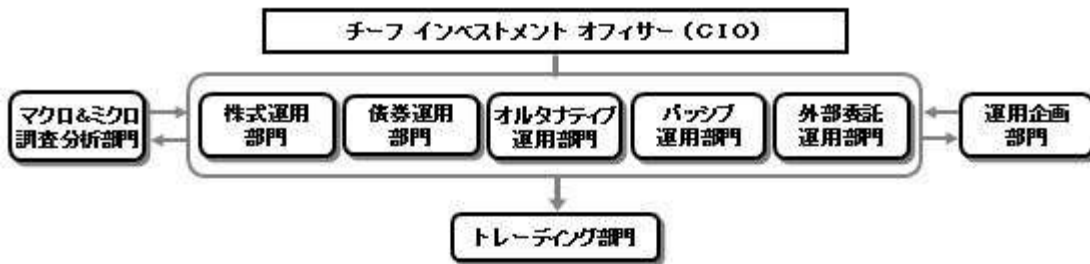 チーフ インベストメント オフィサー（CIO）
マクロ&ミクロ
調査分析部門
株式運用
部門
債券運用
部門
オルタナティブ
運用部門
パッシブ
運用部門
外部委託
運用部門
運用企画
部門
トレーディング部門